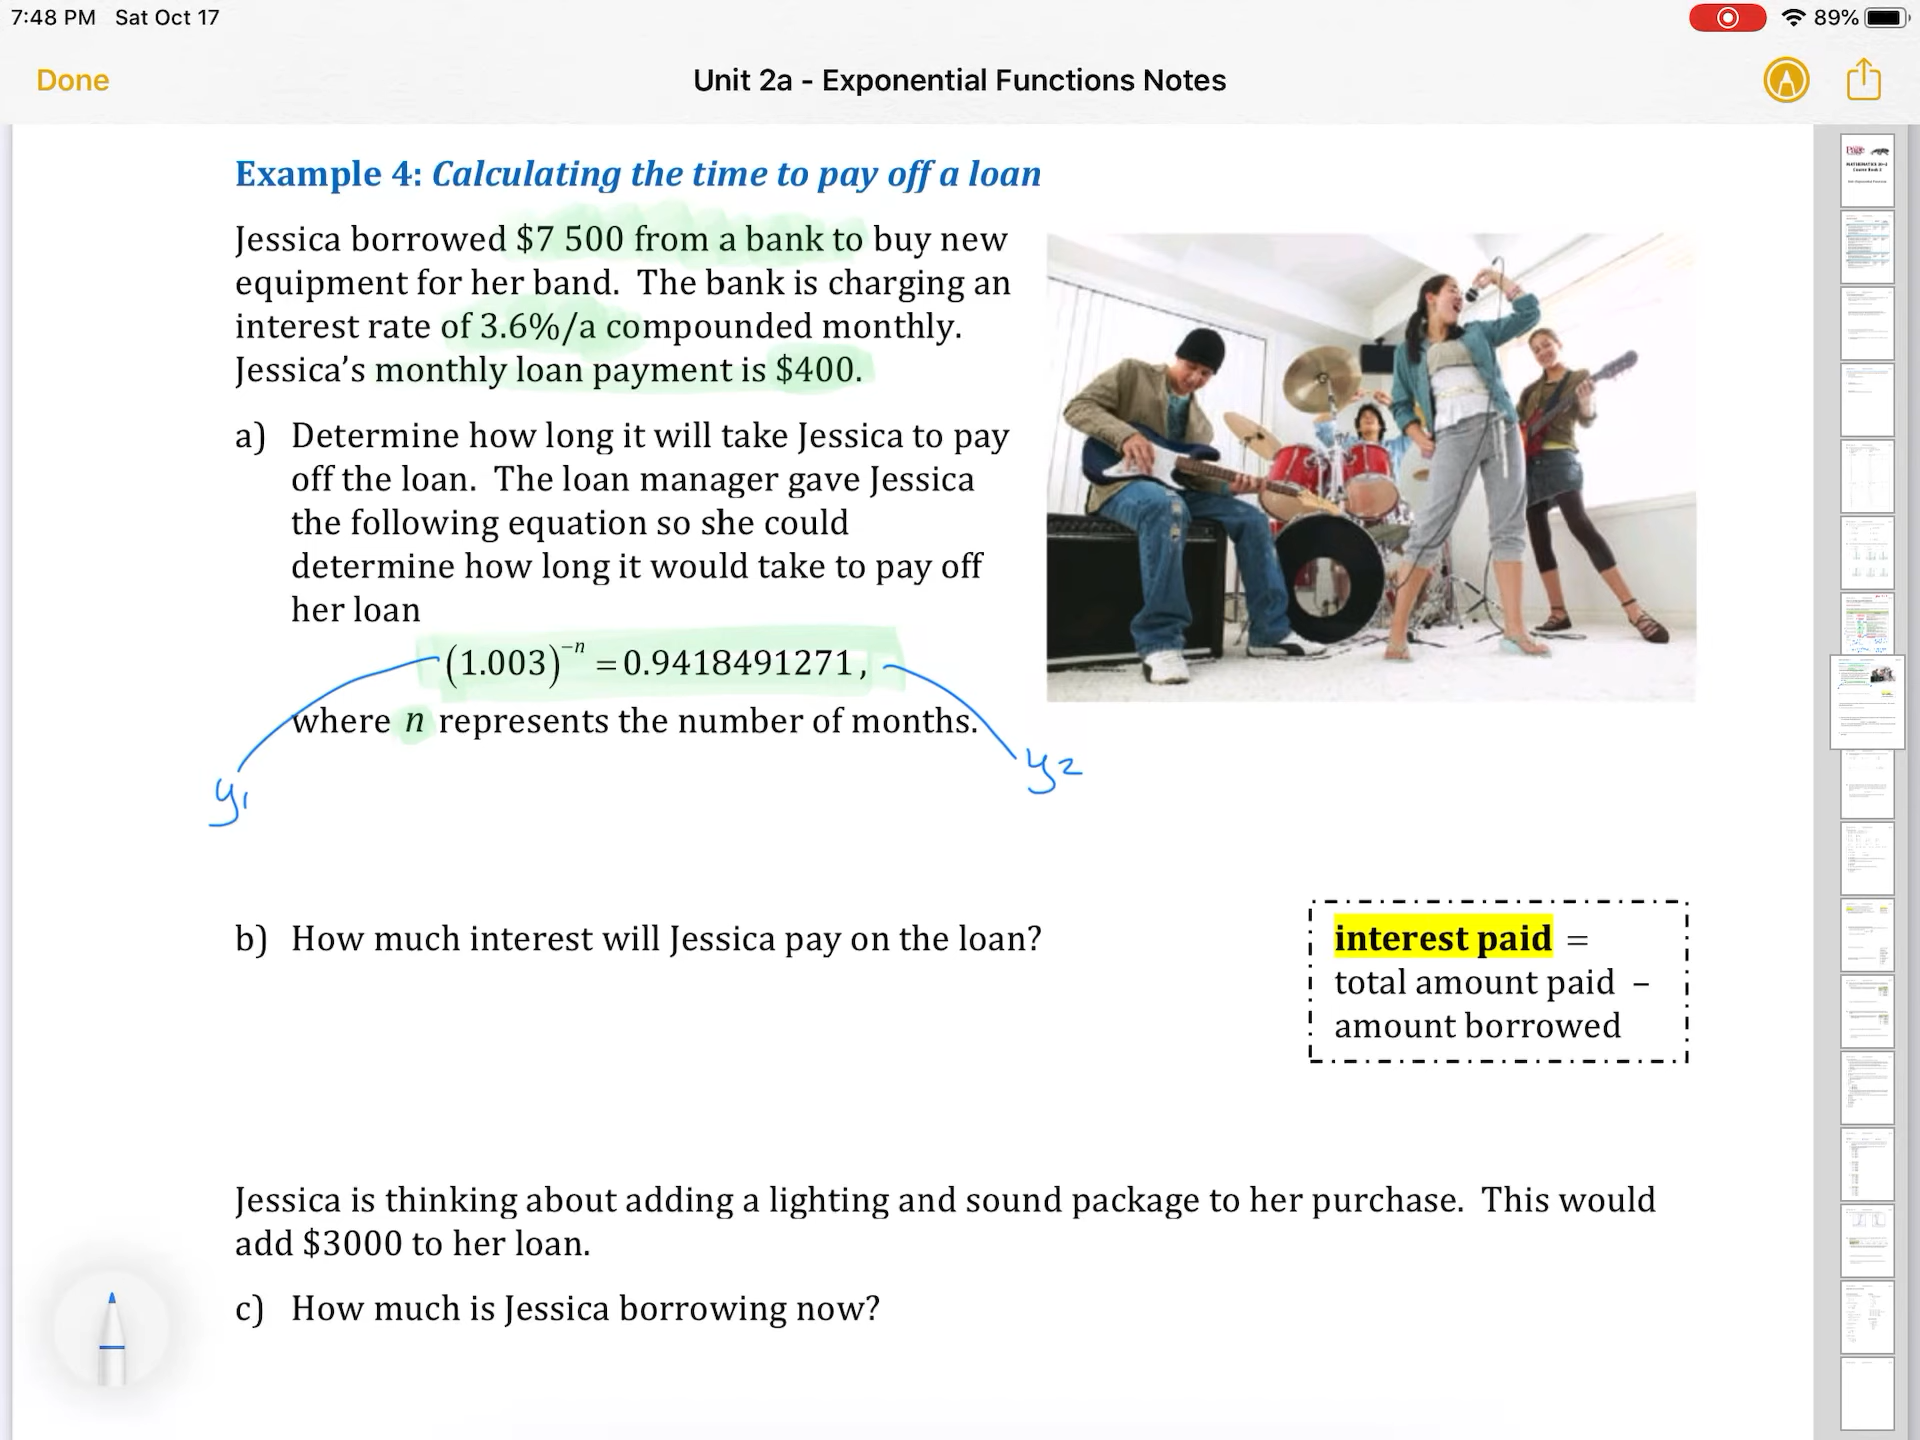 7:48 PM Sat Oct 17
89%
Done
Unit 2a - Exponential Functions Notes
Example 4: Calculating the time to pay off a loan
Jessica borrowed $7 500 from a bank to buy new
equipment for her band. The bank is charging an
interest rate of 3.6%/a compounded monthly.
Jessica’s monthly loan payment is $400.
a) Determine how long it will take Jessica to pay
off the loan. The loan manager gave Jessica
the following equation so she could
determine how long it would take to pay off
her loan
(1.003)⁻ⁿ = 0.9418491271,
where n represents the number of months.
y₁
y₂
b) How much interest will Jessica pay on the loan?
interest paid =
total amount paid –
amount borrowed
Jessica is thinking about adding a lighting and sound package to her purchase. This would
add $3000 to her loan.
c) How much is Jessica borrowing now?